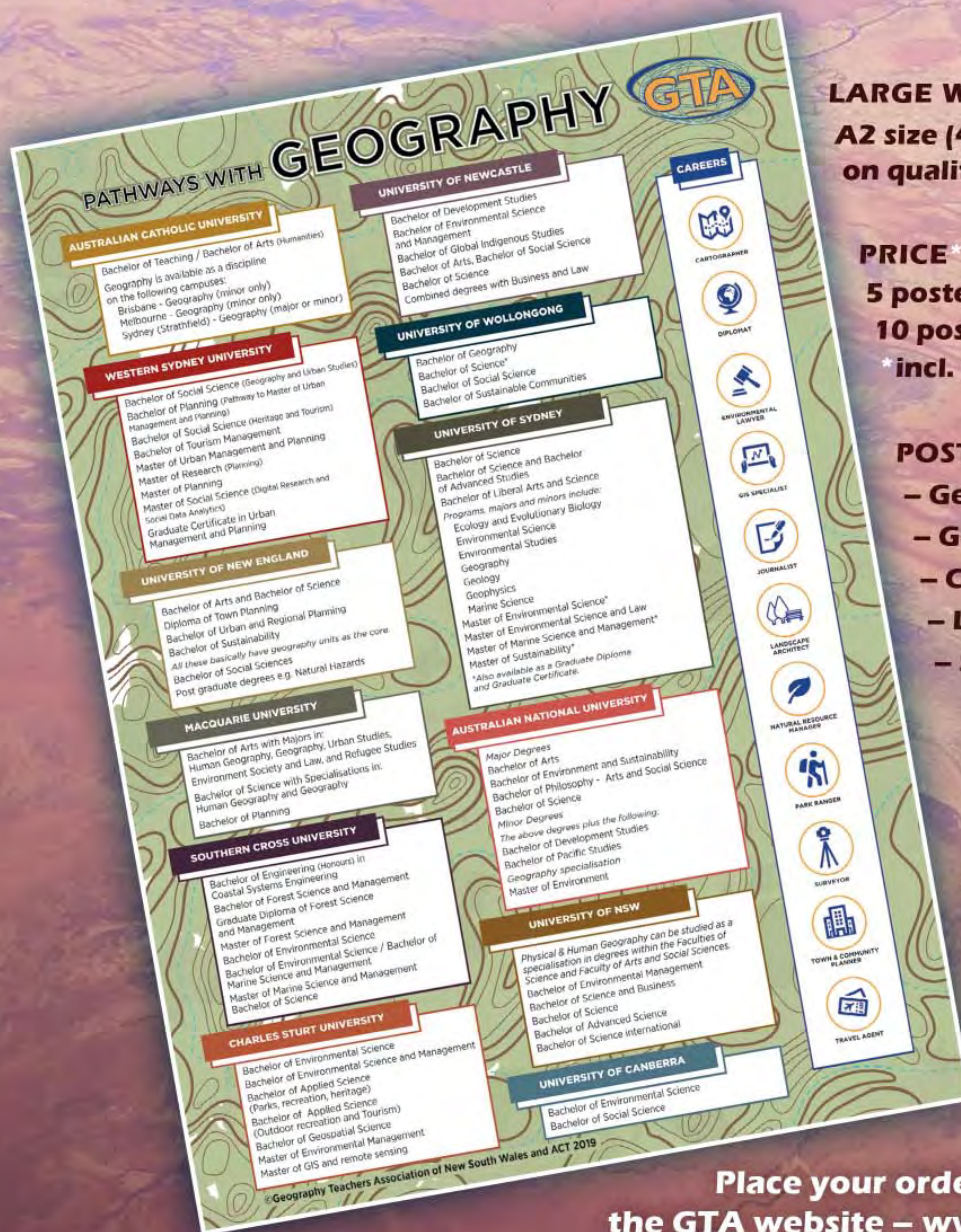 PATHWAYS WITH GEOGRAPHY
GTA
AUSTRALIAN CATHOLIC UNIVERSITY
Bachelor of Teaching / Bachelor of Arts (Humanities)
Geography is available as a discipline
on the following campuses:
Brisbane - Geography (minor only)
Melbourne - Geography (minor only)
Sydney (Strathfield) - Geography (major or minor)
WESTERN SYDNEY UNIVERSITY
Bachelor of Social Science (Geography and Urban Studies)
Bachelor of Planning (Pathway to Master of Urban
Management and Planning)
Bachelor of Social Science (Heritage and Tourism)
Bachelor of Tourism Management
Master of Urban Management and Planning
Master of Research (Planning)
Master of Planning
Master of Social Science (Digital Research and
Social Data Analytics)
Graduate Certificate in Urban
Management and Planning
UNIVERSITY OF NEW ENGLAND
Bachelor of Arts and Bachelor of Science
Diploma of Town Planning
Bachelor of Urban and Regional Planning
Bachelor of Sustainability
All these basically have geography units as the core.
Bachelor of Social Sciences
Post graduate degrees e.g. Natural Hazards
MACQUARIE UNIVERSITY
Bachelor of Arts with Majors in:
Human Geography, Geography, Urban Studies,
Environment Society and Law, and Refugee Studies
Bachelor of Science with Specialisations in:
Human Geography and Geography
Bachelor of Planning
SOUTHERN CROSS UNIVERSITY
Bachelor of Engineering (Honours) in
Coastal Systems Engineering
Bachelor of Forest Science and Management
Graduate Diploma of Forest Science
and Management
Master of Forest Science and Management
Bachelor of Environmental Science
Bachelor of Environmental Science / Bachelor of
Marine Science and Management
Master of Marine Science and Management
Bachelor of Science
CHARLES STURT UNIVERSITY
Bachelor of Environmental Science
Bachelor of Environmental Science and Management
Bachelor of Applied Science
(Parks, recreation, heritage)
Bachelor of Applied Science
(Outdoor recreation and Tourism)
Bachelor of Geospatial Science
Master of Environmental Management
Master of GIS and remote sensing
©Geography Teachers Association of New South Wales and ACT 2019
UNIVERSITY OF NEWCASTLE
Bachelor of Development Studies
Bachelor of Environmental Science
and Management
Bachelor of Global Indigenous Studies
Bachelor of Arts, Bachelor of Social Science
Bachelor of Science
Combined degrees with Business and Law
UNIVERSITY OF WOLLONGONG
Bachelor of Geography
Bachelor of Science*
Bachelor of Social Science
Bachelor of Sustainable Communities
UNIVERSITY OF SYDNEY
Bachelor of Science
Bachelor of Science and Bachelor
of Advanced Studies
Bachelor of Liberal Arts and Science
Programs, majors and minors include:
Ecology and Evolutionary Biology
Environmental Science
Environmental Studies
Geography
Geology
Geophysics
Marine Science
Master of Environmental Science*
Master of Environmental Science and Law
Master of Marine Science and Management*
Master of Sustainability*
*Also available as a Graduate Diploma
and Graduate Certificate.
AUSTRALIAN NATIONAL UNIVERSITY
Major Degrees
Bachelor of Arts
Bachelor of Environment and Sustainability
Bachelor of Philosophy - Arts and Social Science
Bachelor of Science
Minor Degrees
The above degrees plus the following:
Bachelor of Development Studies
Bachelor of Pacific Studies
Geography specialisation
Master of Environment
UNIVERSITY OF NSW
Physical & Human Geography can be studied as a
specialisation in degrees within the Faculties of
Science and Faculty of Arts and Social Sciences.
Bachelor of Environmental Management
Bachelor of Science and Business
Bachelor of Science
Bachelor of Advanced Science
Bachelor of Science international
UNIVERSITY OF CANBERRA
Bachelor of Environmental Science
Bachelor of Social Science
CAREERS
CARTOGRAPHER
DIPLOMAT
ENVIRONMENTAL
LAWYER
GIS SPECIALIST
JOURNALIST
LANDSCAPE
ARCHITECT
NATURAL RESOURCE
MANAGER
PARK RANGER
SURVEYOR
TOWN & COMMUNITY
PLANNER
TRAVEL AGENT
LARGE W
A2 size (4
on qualit
PRICE*
5 poste
10 pos
*incl.
POST
– Ge
– G
– C
– L
–
Place your orde
the GTA website – ww